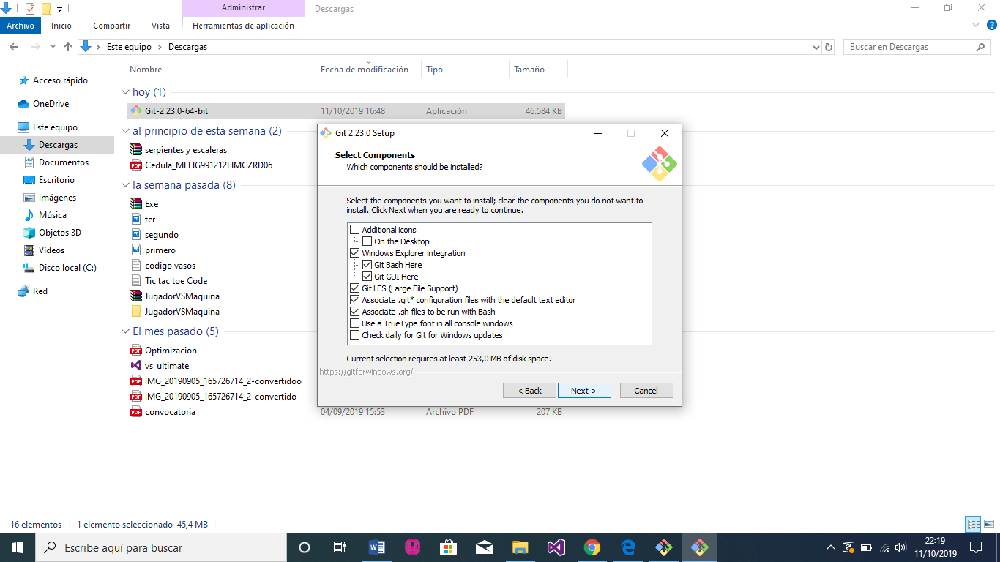 Administrar
Descargas
Archivo
Inicio
Compartir
Vista
Herramientas de aplicación
Este equipo
Descargas
Buscar en Descargas
Acceso rápido
OneDrive
Este equipo
Descargas
Documentos
Escritorio
Imágenes
Música
Objetos 3D
Vídeos
Disco local (C:)
Red
Nombre
Fecha de modificación
Tipo
Tamaño
hoy (1)
Git-2.23.0-64-bit
11/10/2019 16:48
Aplicación
46.584 KB
al principio de esta semana (2)
serpientes y escaleras
Cedula_MEHG991212HMCZRD06
la semana pasada (8)
Exe
ter
segundo
primero
codigo vasos
Tic tac toe Code
JugadorVSMaquina
JugadorVSMaquina
El mes pasado (5)
Optimizacion
vs_ultimate
IMG_20190905_165726714_2-convertidoo
IMG_20190905_165726714_2-convertido
convocatoria
04/09/2019 15:53
Archivo PDF
207 KB
Git 2.23.0 Setup
Select Components
Which components should be installed?
Select the components you want to install; clear the components you do not want to
install. Click Next when you are ready to continue.
Additional icons
On the Desktop
Windows Explorer integration
Git Bash Here
Git GUI Here
Git LFS (Large File Support)
Associate .git* configuration files with the default text editor
Associate .sh files to be run with Bash
Use a TrueType font in all console windows
Check daily for Git for Windows updates
Current selection requires at least 253,0 MB of disk space.
https://gitforwindows.org/
< Back
Next >
Cancel
16 elementos
1 elemento seleccionado 45,4 MB
Escribe aquí para buscar
22:19
11/10/2019